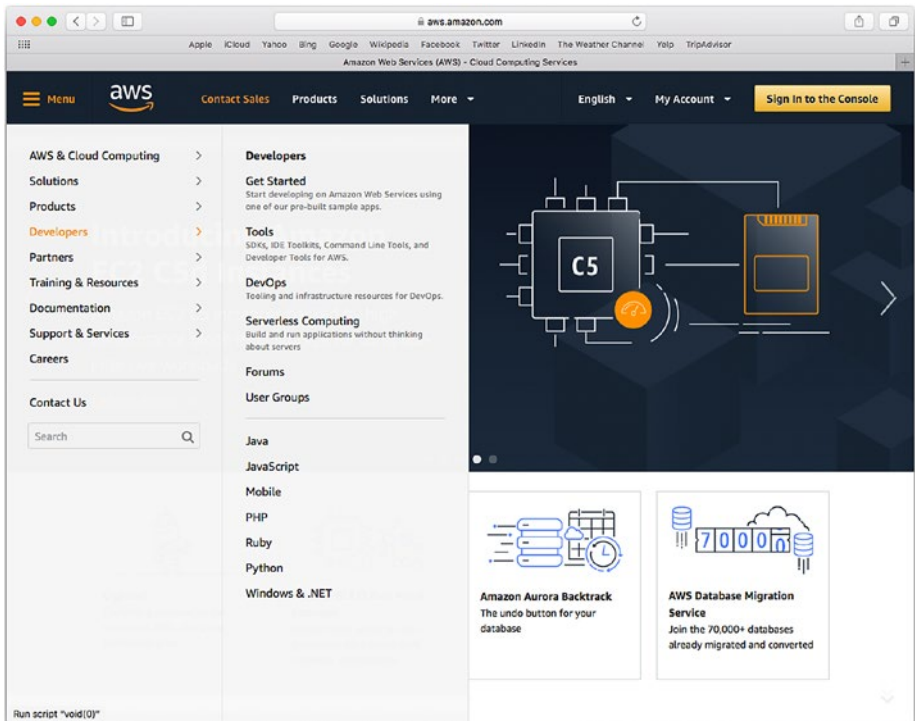 aws.amazon.com
Apple iCloud Yahoo Bing Google Wikipedia Facebook Twitter LinkedIn The Weather Channel Yelp TripAdvisor
Amazon Web Services (AWS) - Cloud Computing Services
Menu
aws
Contact Sales
Products
Solutions
More
English
My Account
Sign In to the Console
AWS & Cloud Computing
Solutions
Products
Developers
Partners
Training & Resources
Documentation
Support & Services
Careers
Contact Us
Search
Developers
Get Started
Start developing on Amazon Web Services using
one of our pre-built sample apps.
Tools
SDKs, IDE Toolkits, Command Line Tools, and
Developer Tools for AWS.
DevOps
Tooling and infrastructure resources for DevOps.
Serverless Computing
Build and run applications without thinking
about servers
Forums
User Groups
Java
JavaScript
Mobile
PHP
Ruby
Python
Windows & .NET
Introducing Amazon
EC2 C5d Instances
C5
70000
Amazon Aurora Backtrack
The undo button for your
database
AWS Database Migration
Service
Join the 70,000+ databases
already migrated and converted
Run script "void(0)"